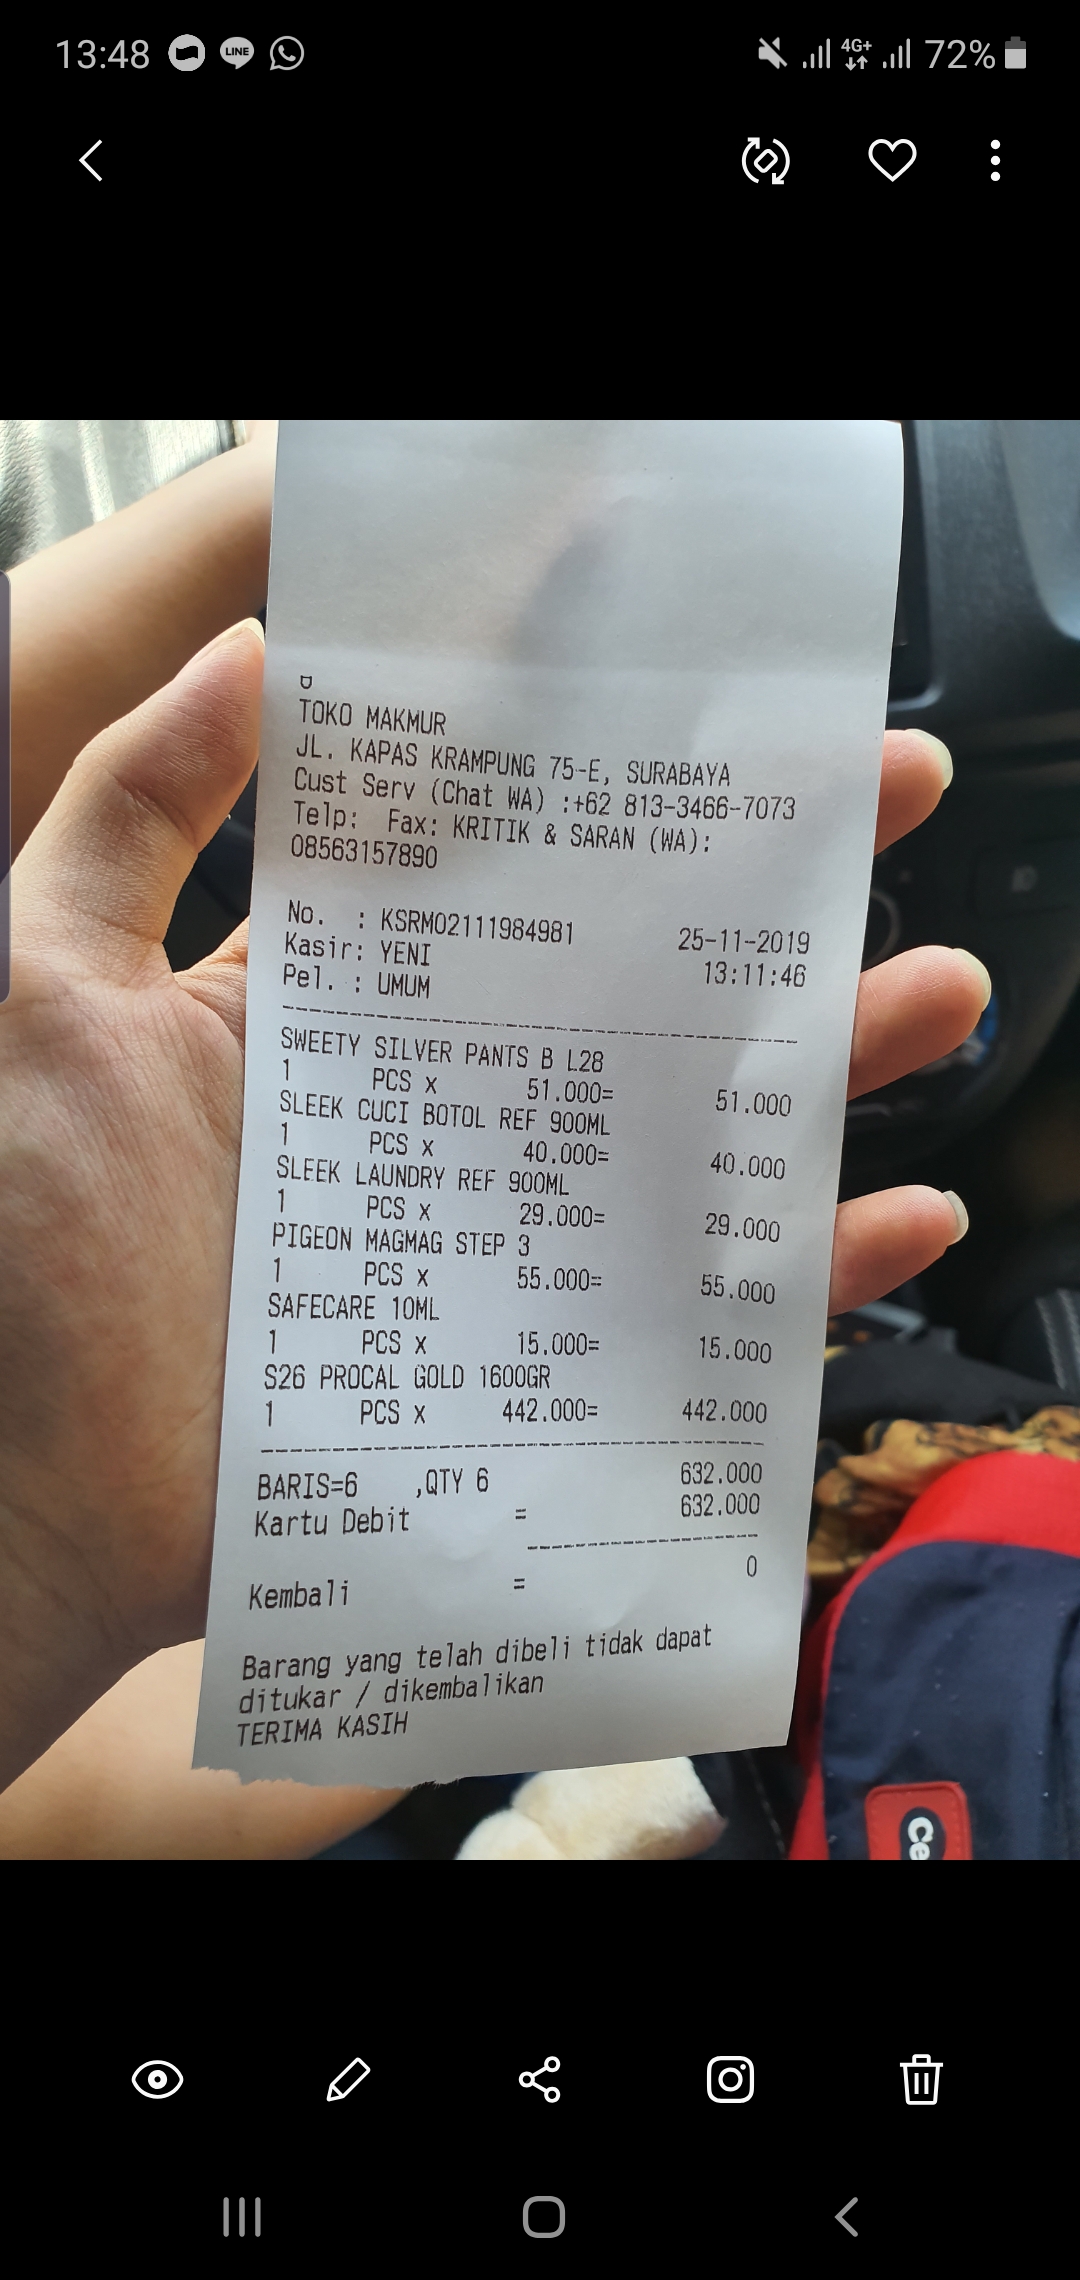 13:48 LINE 4G+ 72%
D
TOKO MAKMUR
JL. KAPAS KRAMPUNG 75-E, SURABAYA
Cust Serv (Chat WA) :+62 813-3466-7073
Telp: Fax: KRITIK & SARAN (WA):
08563157890
No. : KSRM02111984981 25-11-2019
Kasir: YENI 13:11:46
Pel. : UMUM
SWEETY SILVER PANTS B L28
1 PCS x 51.000= 51.000
SLEEK CUCI BOTOL REF 900ML
1 PCS x 40.000= 40.000
SLEEK LAUNDRY REF 900ML
1 PCS x 29.000= 29.000
PIGEON MAGMAG STEP 3
1 PCS x 55.000= 55.000
SAFECARE 10ML
1 PCS x 15.000= 15.000
S26 PROCAL GOLD 1600GR
1 PCS x 442.000= 442.000
BARIS=6 ,QTY 6 632.000
Kartu Debit = 632.000
Kembali = 0
Barang yang telah dibeli tidak dapat
ditukar / dikembalikan
TERIMA KASIH